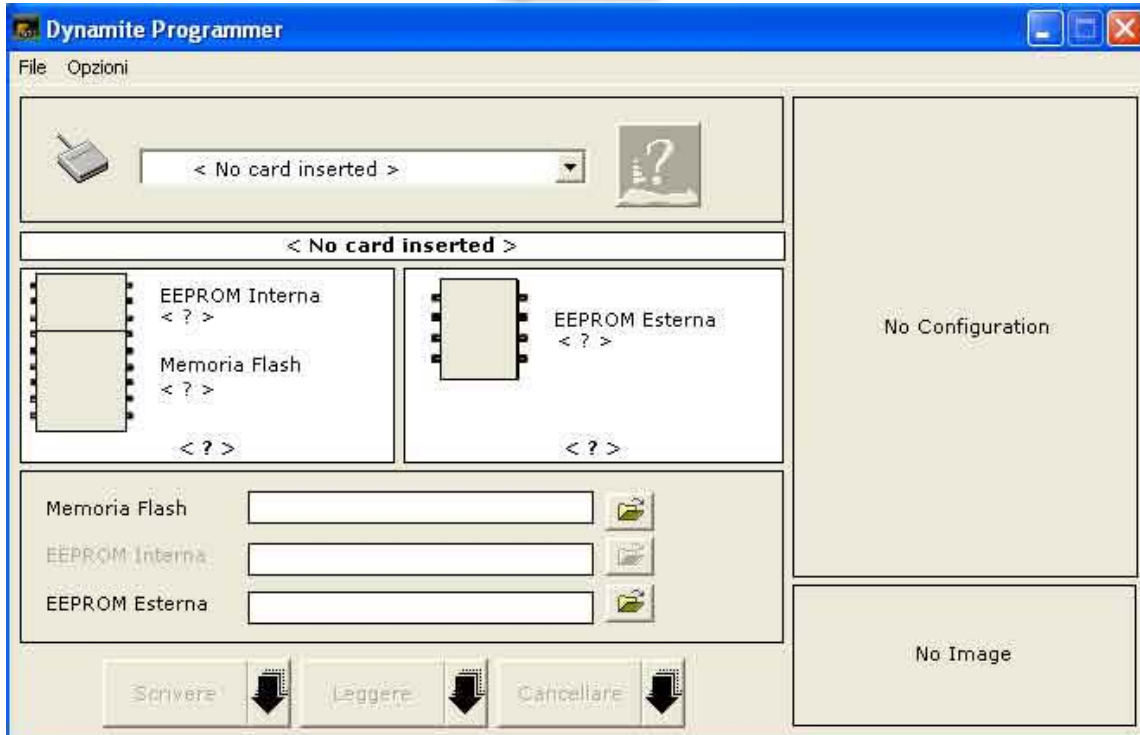 Dynamite Programmer
File Opzioni
< No card inserted >
?
< No card inserted >
EEPROM Interna
< ? >
Memoria Flash
< ? >
< ? >
EEPROM Esterna
< ? >
< ? >
No Configuration
Memoria Flash
EEPROM Interna
EEPROM Esterna
No Image
Scrivere Leggere Cancellare